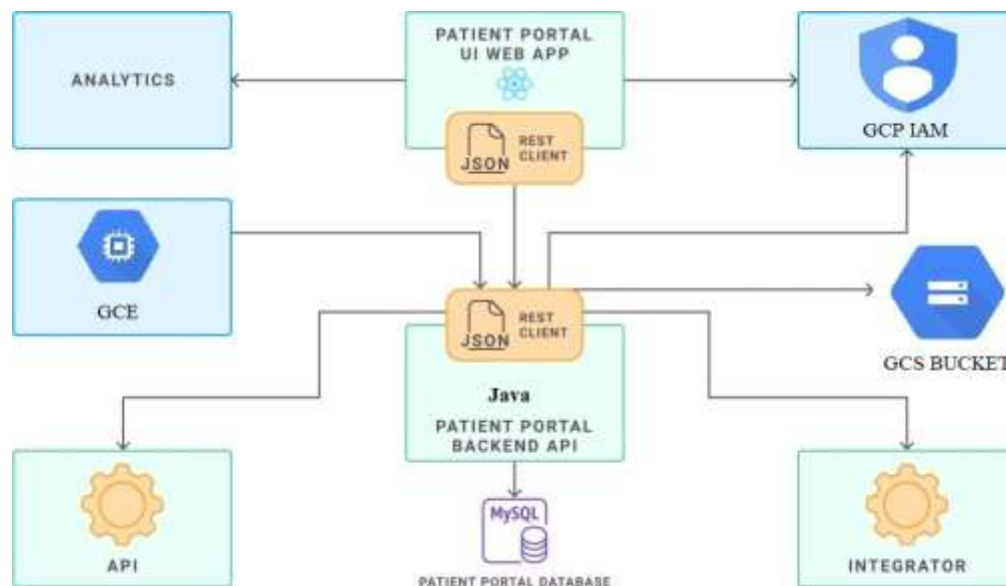 PATIENT PORTAL
UI WEB APP
ANALYTICS
GCP IAM
JSON
REST
CLIENT
GCE
JSON
REST
CLIENT
GCS BUCKET
Java
PATIENT PORTAL
BACKEND API
API
MySQL
INTEGRATOR
PATIENT PORTAL DATABASE